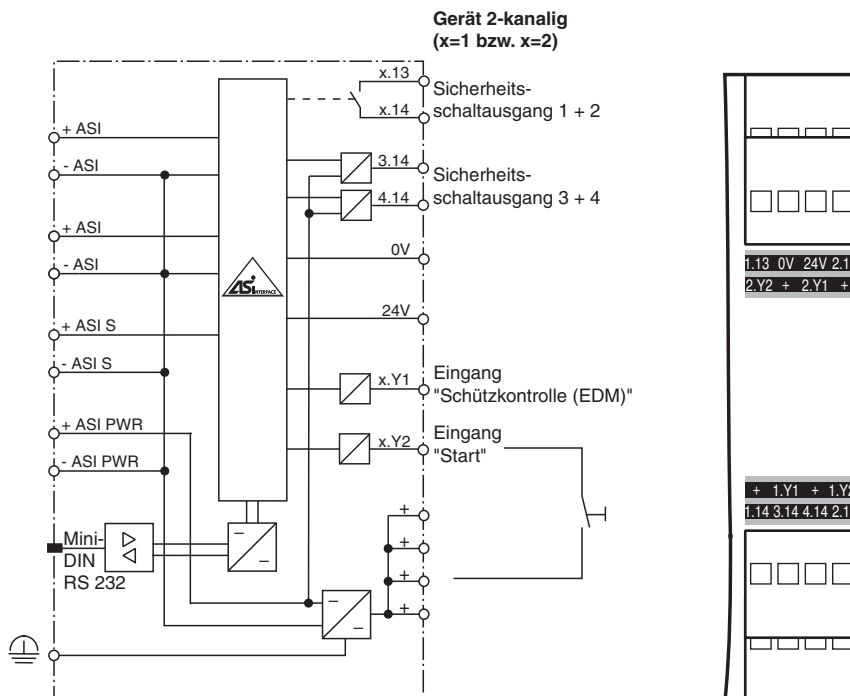 Gerät 2-kanalig
(x=1 bzw. x=2)
x.13
Sicherheits-
x.14
schaltausgang 1 + 2
+ ASI
- ASI
3.14
Sicherheits-
4.14
schaltausgang 3 + 4
+ ASI
- ASI
0V
ASi
INTERFACE
24V
+ ASI S
- ASI S
x.Y1
Eingang
"Schützkontrolle (EDM)"
+ ASI PWR
x.Y2
Eingang
"Start"
- ASI PWR
+
+
+
+
Mini-
DIN
RS 232
1.13 0V 24V 2.1
2.Y2 + 2.Y1 +
+ 1.Y1 + 1.Y2
1.14 3.14 4.14 2.1